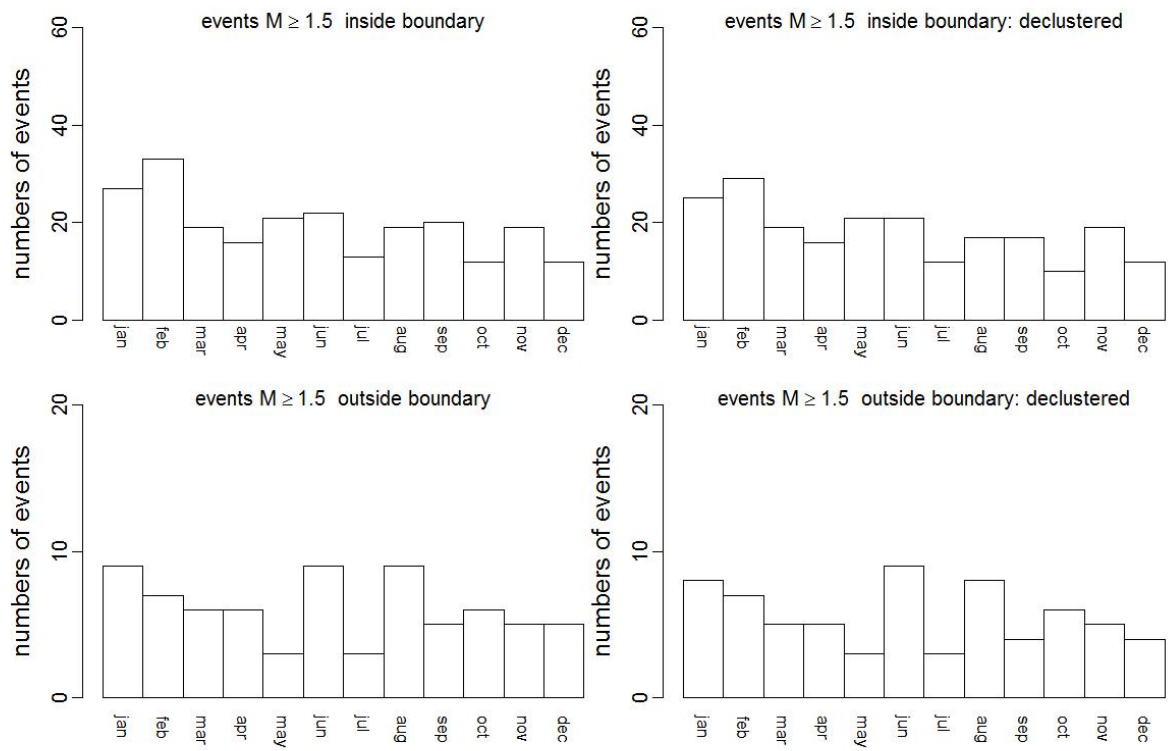 events M ≥ 1.5 inside boundary
numbers of events
0
20
40
60
jan
feb
mar
apr
may
jun
jul
aug
sep
oct
nov
dec
events M ≥ 1.5 inside boundary: declustered
numbers of events
0
20
40
60
jan
feb
mar
apr
may
jun
jul
aug
sep
oct
nov
dec
events M ≥ 1.5 outside boundary
numbers of events
0
10
20
jan
feb
mar
apr
may
jun
jul
aug
sep
oct
nov
dec
events M ≥ 1.5 outside boundary: declustered
numbers of events
0
10
20
jan
feb
mar
apr
may
jun
jul
aug
sep
oct
nov
dec